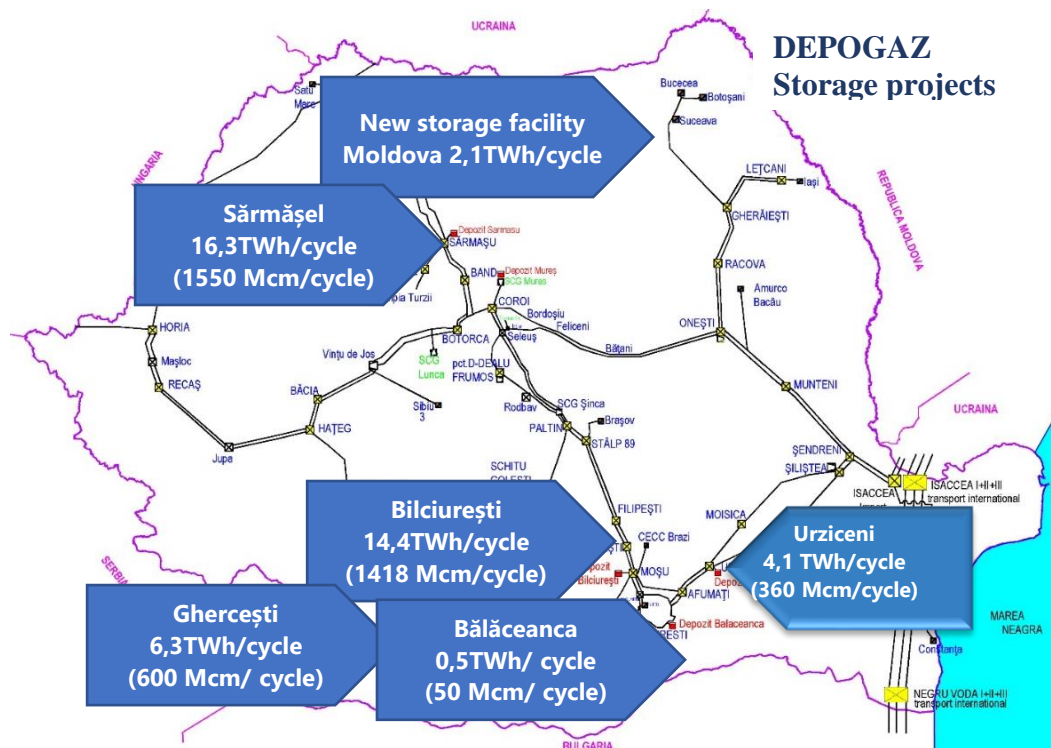 UCRAINA
DEPOGAZ
Storage projects
Satu
Mare
Bucecea
Botoșani
Suceava
New storage facility
Moldova 2,1TWh/cycle
LEȚCANI
Iași
GHERĂIEȘTI
REPUBLICA MOLDOVA
Sărmășel
16,3TWh/cycle
(1550 Mcm/cycle)
Depozit Sarmasu
SĂRMAȘU
BAND
Depozit Mureș
SCG Mureș
RACOVA
Amurco
Bacău
COROI
Bordoșiu
Feliceni
Seleuș
ONEȘTI
HORIA
BOTORCA
Bățani
Mașloc
RECAȘ
Vințu de Jos
SCG
Lunca
pct.D-DEALU
FRUMOS
MUNTENI
BĂCIA
Sibiu
3
Rodbav
SCG Șinca
Brașov
UCRAINA
HAȚEG
PALTIN
STÂLP 89
Jupa
ȘENDRENI
ȘILIȘTEA
SCHITU
ISACCEA I+II+III
transport international
ISACCEA
Bilciurești
14,4TWh/cycle
(1418 Mcm/cycle)
FILIPEȘTI
CECC Brazi
MOISICA
Urziceni
4,1 TWh/cycle
(360 Mcm/cycle)
MOȘU
Bilciurești
AFUMAȚI
Ghercești
6,3TWh/cycle
(600 Mcm/ cycle)
Bălăceanca
0,5TWh/ cycle
(50 Mcm/ cycle)
Depozit Balaceanca
MAREA
NEAGRA
Constanța
NEGRU VODA I+II+III
transport international
BULGARIA